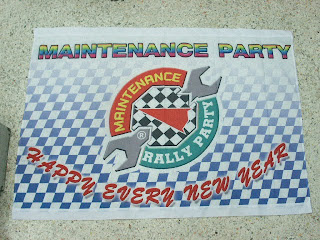 MAINTENANCE PARTY
MAINTENANCE
®
RALLY PARTY
HAPPY EVERY NEW YEAR